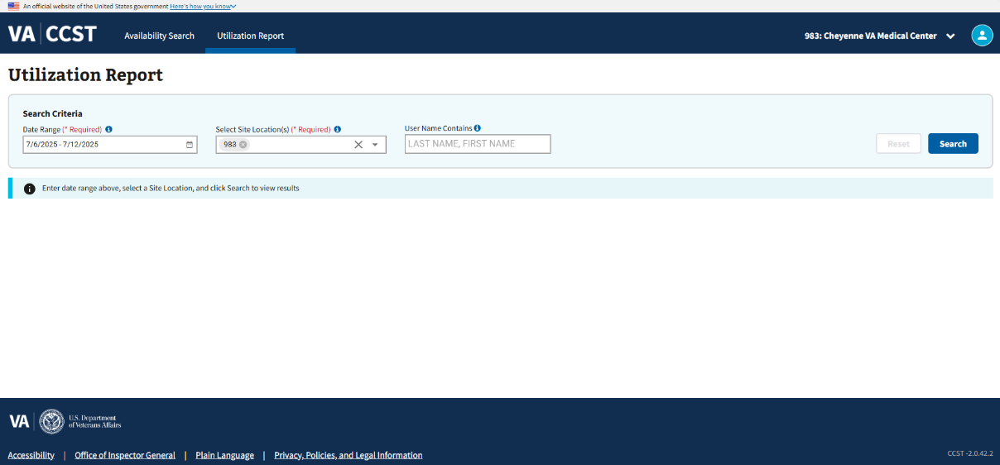 An official website of the United States government Here's how you know
VA CCST
Availability Search
Utilization Report
983: Cheyenne VA Medical Center
Utilization Report
Search Criteria
Date Range (* Required)
Select Site Location(s) (* Required)
User Name Contains
7/6/2025 - 7/12/2025
983
LAST NAME, FIRST NAME
Reset
Search
Enter date range above, select a Site Location, and click Search to view results
VA
U.S. Department
of Veterans Affairs
Accessibility | Office of Inspector General | Plain Language | Privacy, Policies, and Legal Information
CCST -2.0.42.2